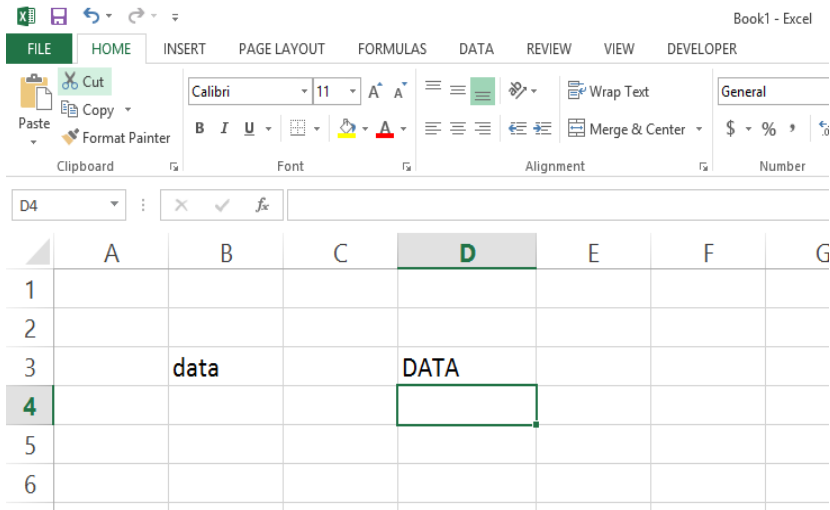 Book1 - Excel
FILE HOME INSERT PAGE LAYOUT FORMULAS DATA REVIEW VIEW DEVELOPER
Cut
Calibri 11 A A Wrap Text General
Copy
Paste Format Painter B I U A Merge & Center $ % ,
Clipboard Font Alignment Number
D4 fx
A B C D E F G
1
2
3 data DATA
4
5
6